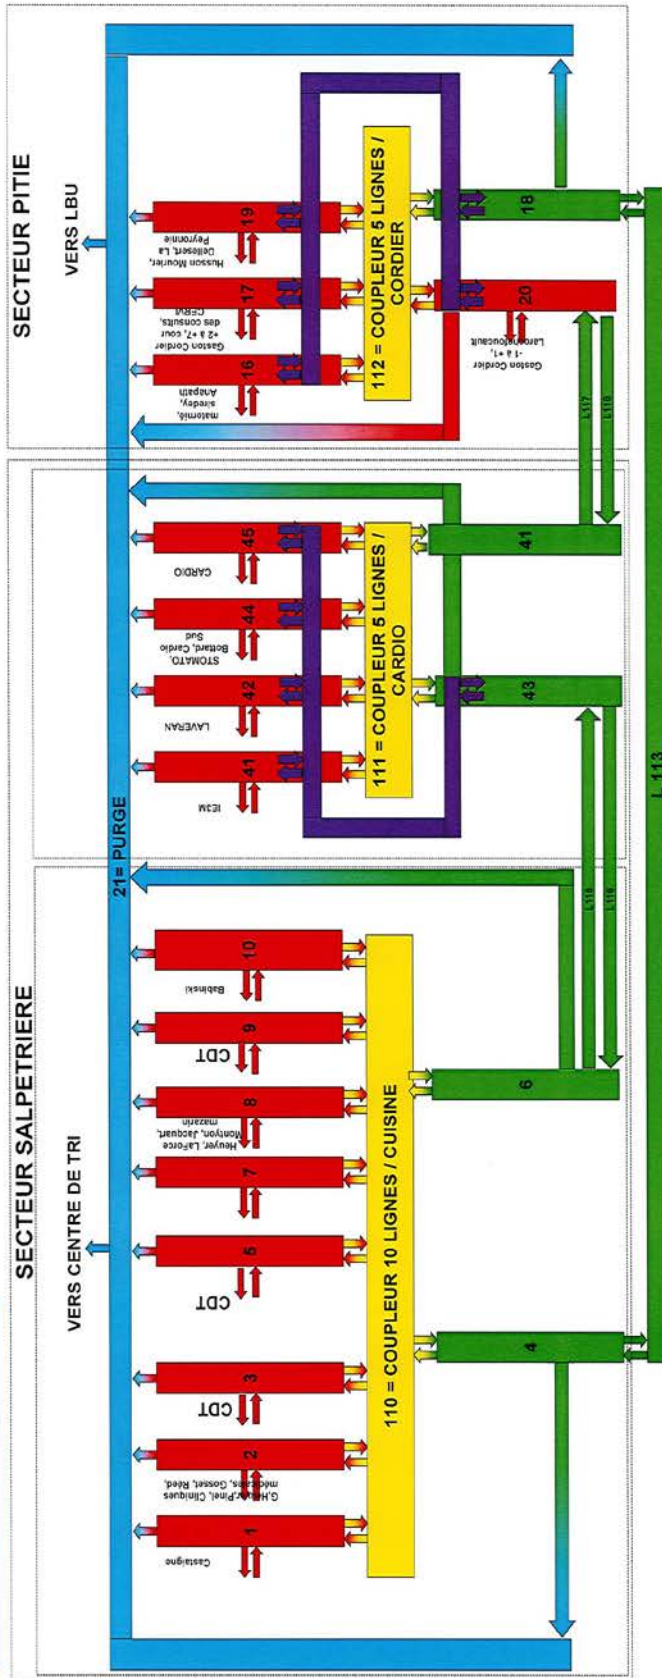 SECTEUR SALPETRIERE
SECTEUR PITIE
VERS CENTRE DE TRI
VERS LBU
21= PURGE
1
2
3
5
7
8
9
10
41
42
44
45
16
17
19
Castaigne
G.Heuyer,Pinel, Cliniques
médicales, Gosset, Rééd,
CDT
CDT
Heuyer, LaForce
Montyon, Jacquart,
mazarin
CDT
Babinski
IE3M
LAVERAN
STOMATO,
Bottard, Cardio
Sud
CARDIO
maternité,
siredey,
Anapath
Gaston Cordier
+2 à +7, cour
des consults,
CERVI
Husson Mourier,
Dellesert, La
Peyronnie
110 = COUPLEUR 10 LIGNES / CUISINE
111 = COUPLEUR 5 LIGNES /
CARDIO
112 = COUPLEUR 5 LIGNES /
CORDIER
4
6
43
41
20
18
Gaston Cordier
-1 à +1,
Larochefoucault
L117
L 113